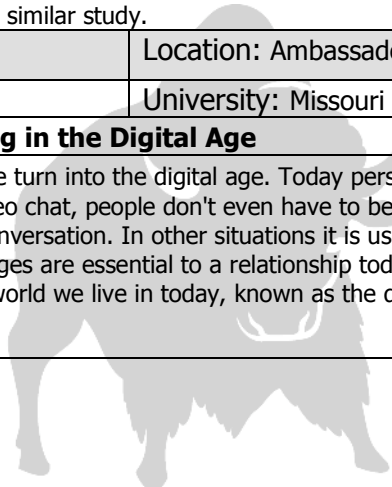 similar study.
Location: Ambassad
University: Missouri
g in the Digital Age
e turn into the digital age. Today pers
eo chat, people don't even have to be
nversation. In other situations it is us
ges are essential to a relationship tod
world we live in today, known as the d